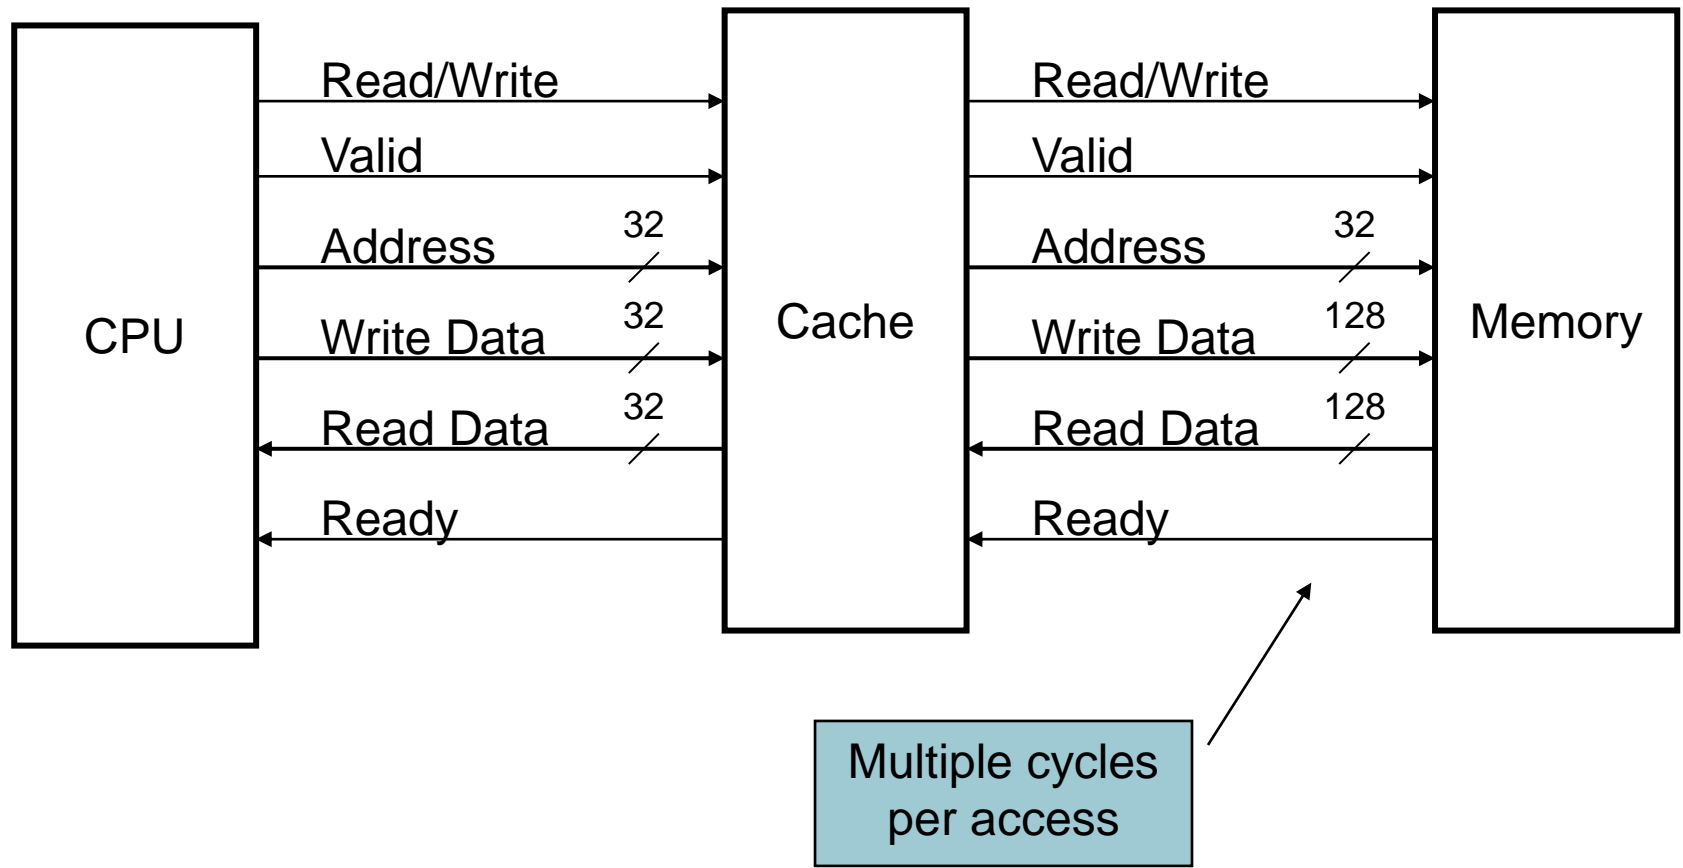 CPU
Read/Write
Valid
Address
32
Write Data
32
Read Data
32
Ready
Cache
Read/Write
Valid
Address
32
Write Data
128
Read Data
128
Ready
Memory
Multiple cycles
per access